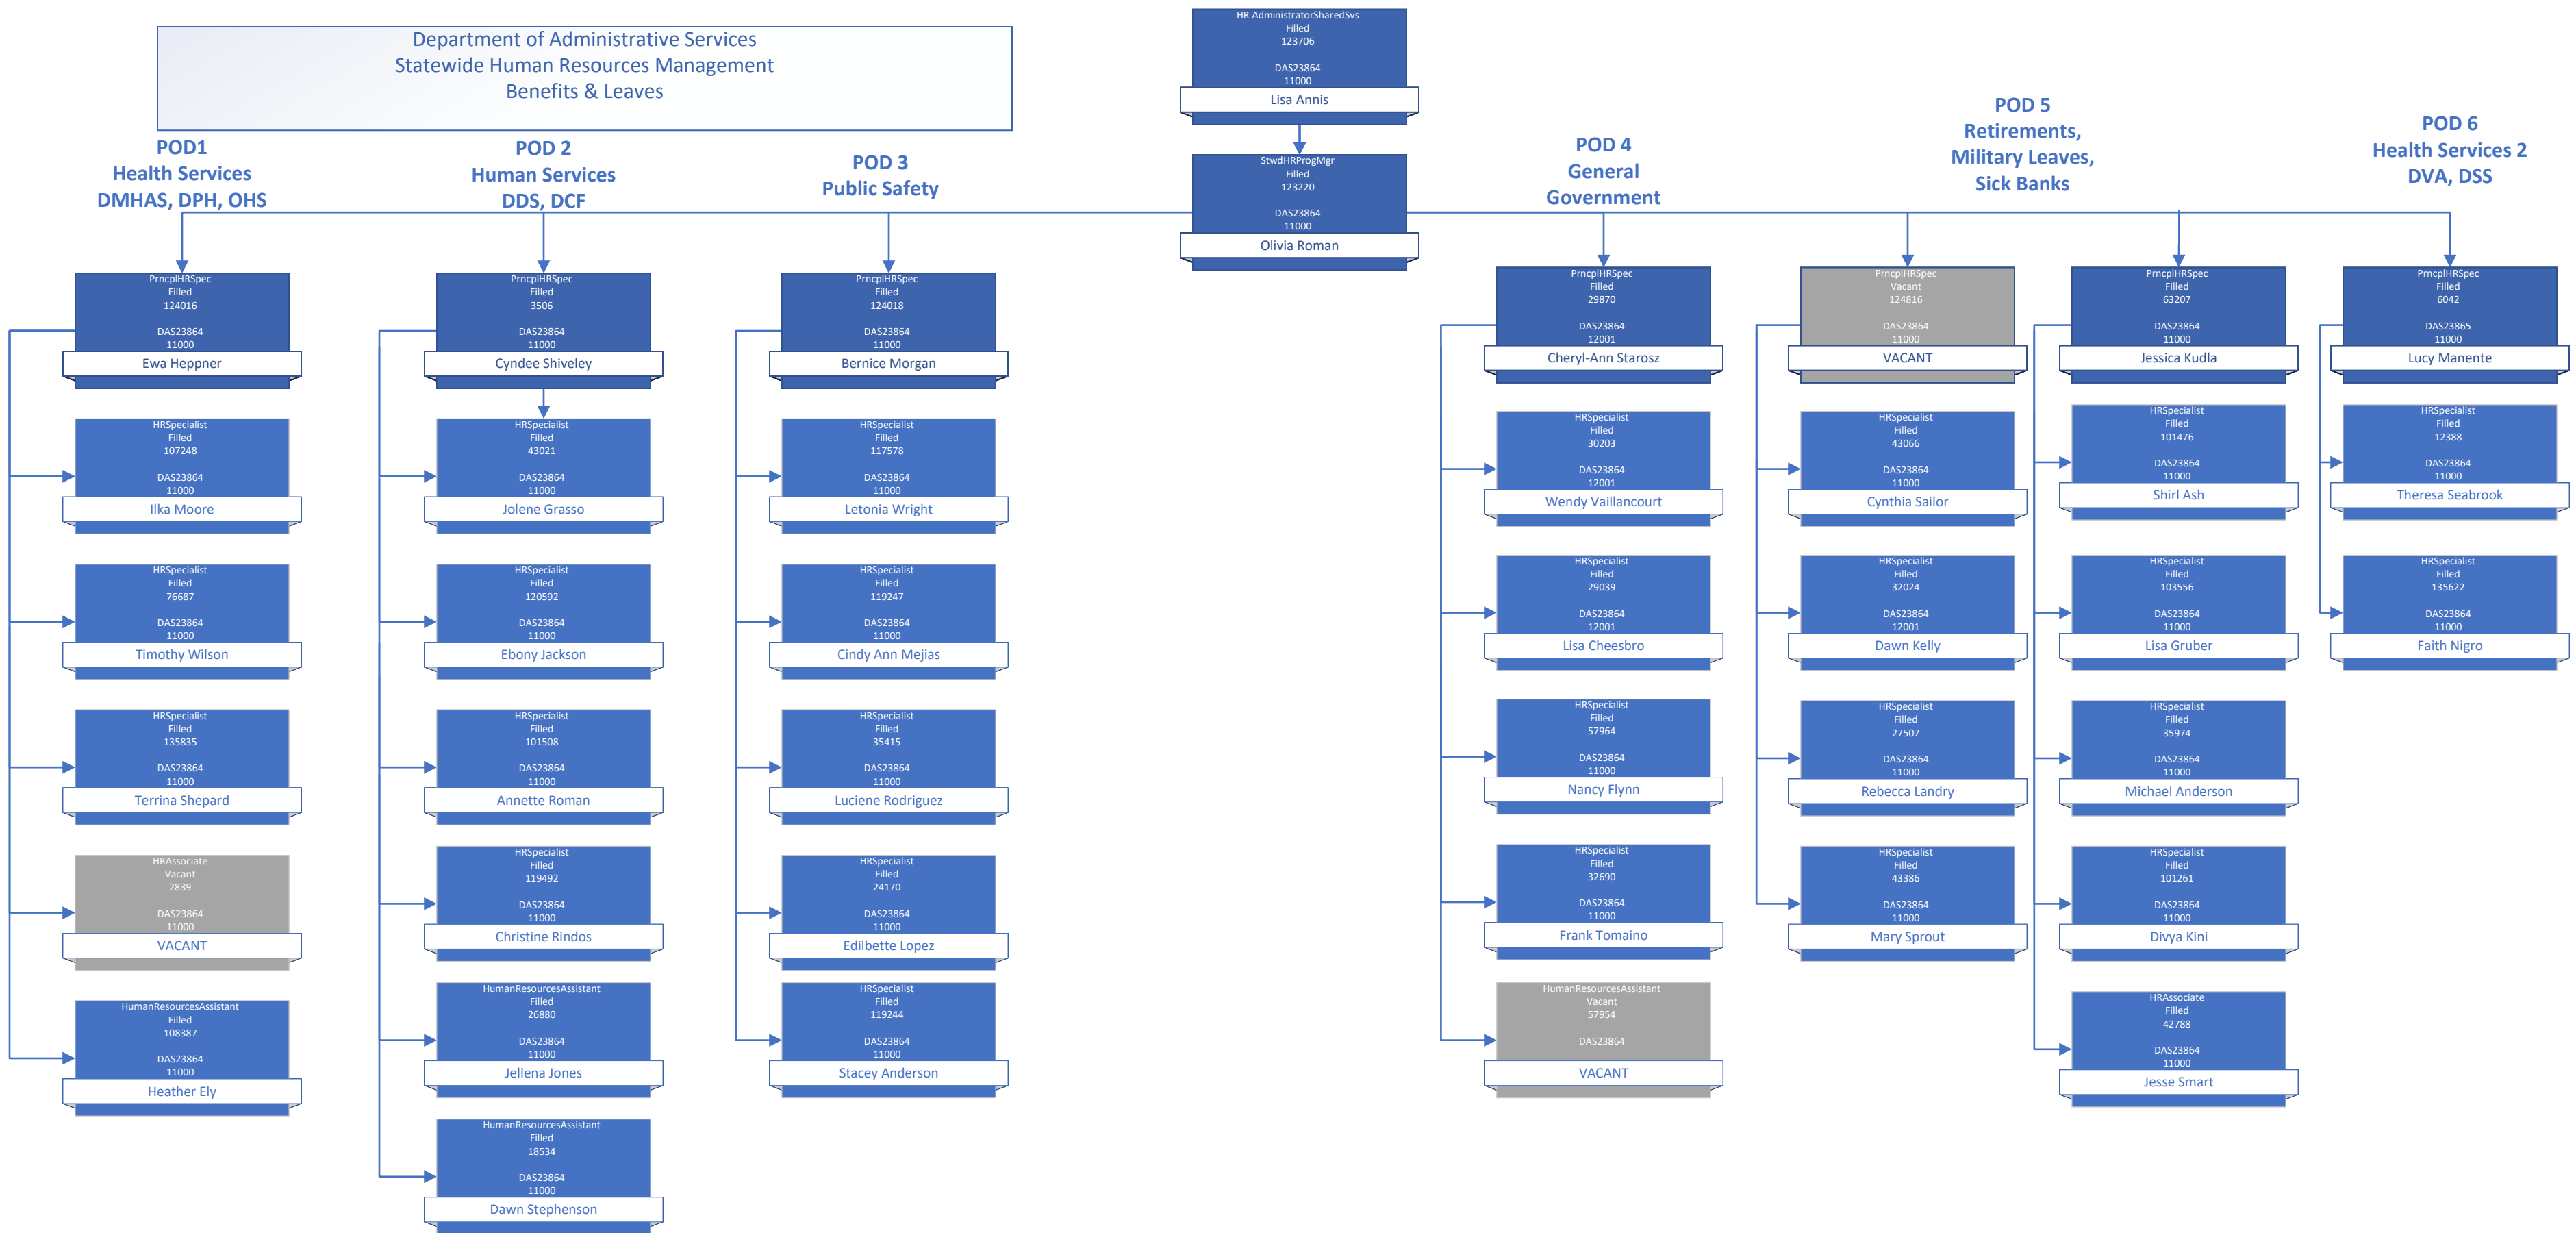 Department of Administrative Services
Statewide Human Resources Management
Benefits & Leaves
HR AdministratorSharedSvs
Filled
123706
DAS23864
11000
Lisa Annis
StwdHRProgMgr
Filled
123220
DAS23864
11000
Olivia Roman
POD1
Health Services
DMHAS, DPH, OHS
PrncplHRSpec
Filled
124016
DAS23864
11000
Ewa Heppner
HRSpecialist
Filled
107248
DAS23864
11000
Ilka Moore
HRSpecialist
Filled
76687
DAS23864
11000
Timothy Wilson
HRSpecialist
Filled
135835
DAS23864
11000
Terrina Shepard
HRAssociate
Vacant
2839
DAS23864
11000
VACANT
HumanResourcesAssistant
Filled
108387
DAS23864
11000
Heather Ely
POD 2
Human Services
DDS, DCF
PrncplHRSpec
Filled
3506
DAS23864
11000
Cyndee Shiveley
HRSpecialist
Filled
43021
DAS23864
11000
Jolene Grasso
HRSpecialist
Filled
120592
DAS23864
11000
Ebony Jackson
HRSpecialist
Filled
101508
DAS23864
11000
Annette Roman
HRSpecialist
Filled
119492
DAS23864
11000
Christine Rindos
HumanResourcesAssistant
Filled
26880
DAS23864
11000
Jellena Jones
HumanResourcesAssistant
Filled
18534
DAS23864
11000
Dawn Stephenson
POD 3
Public Safety
PrncplHRSpec
Filled
124018
DAS23864
11000
Bernice Morgan
HRSpecialist
Filled
117578
DAS23864
11000
Letonia Wright
HRSpecialist
Filled
119247
DAS23864
11000
Cindy Ann Mejias
HRSpecialist
Filled
35415
DAS23864
11000
Luciene Rodriguez
HRSpecialist
Filled
24170
DAS23864
11000
Edilbette Lopez
HRSpecialist
Filled
119244
DAS23864
11000
Stacey Anderson
POD 4
General
Government
PrncplHRSpec
Filled
29870
DAS23864
12001
Cheryl-Ann Starosz
HRSpecialist
Filled
30203
DAS23864
12001
Wendy Vaillancourt
HRSpecialist
Filled
29039
DAS23864
12001
Lisa Cheesbro
HRSpecialist
Filled
57964
DAS23864
11000
Nancy Flynn
HRSpecialist
Filled
32690
DAS23864
11000
Frank Tomaino
HumanResourcesAssistant
Vacant
57954
DAS23864
VACANT
POD 5
Retirements,
Military Leaves,
Sick Banks
PrncplHRSpec
Vacant
124816
DAS23864
11000
VACANT
HRSpecialist
Filled
43066
DAS23864
11000
Cynthia Sailor
HRSpecialist
Filled
32024
DAS23864
12001
Dawn Kelly
HRSpecialist
Filled
27507
DAS23864
11000
Rebecca Landry
HRSpecialist
Filled
43386
DAS23864
11000
Mary Sprout
PrncplHRSpec
Filled
63207
DAS23864
11000
Jessica Kudla
HRSpecialist
Filled
101476
DAS23864
11000
Shirl Ash
HRSpecialist
Filled
103556
DAS23864
11000
Lisa Gruber
HRSpecialist
Filled
35974
DAS23864
11000
Michael Anderson
HRSpecialist
Filled
101261
DAS23864
11000
Divya Kini
HRAssociate
Filled
42788
DAS23864
11000
Jesse Smart
POD 6
Health Services 2
DVA, DSS
PrncplHRSpec
Filled
6042
DAS23865
11000
Lucy Manente
HRSpecialist
Filled
12388
DAS23864
11000
Theresa Seabrook
HRSpecialist
Filled
135622
DAS23864
11000
Faith Nigro